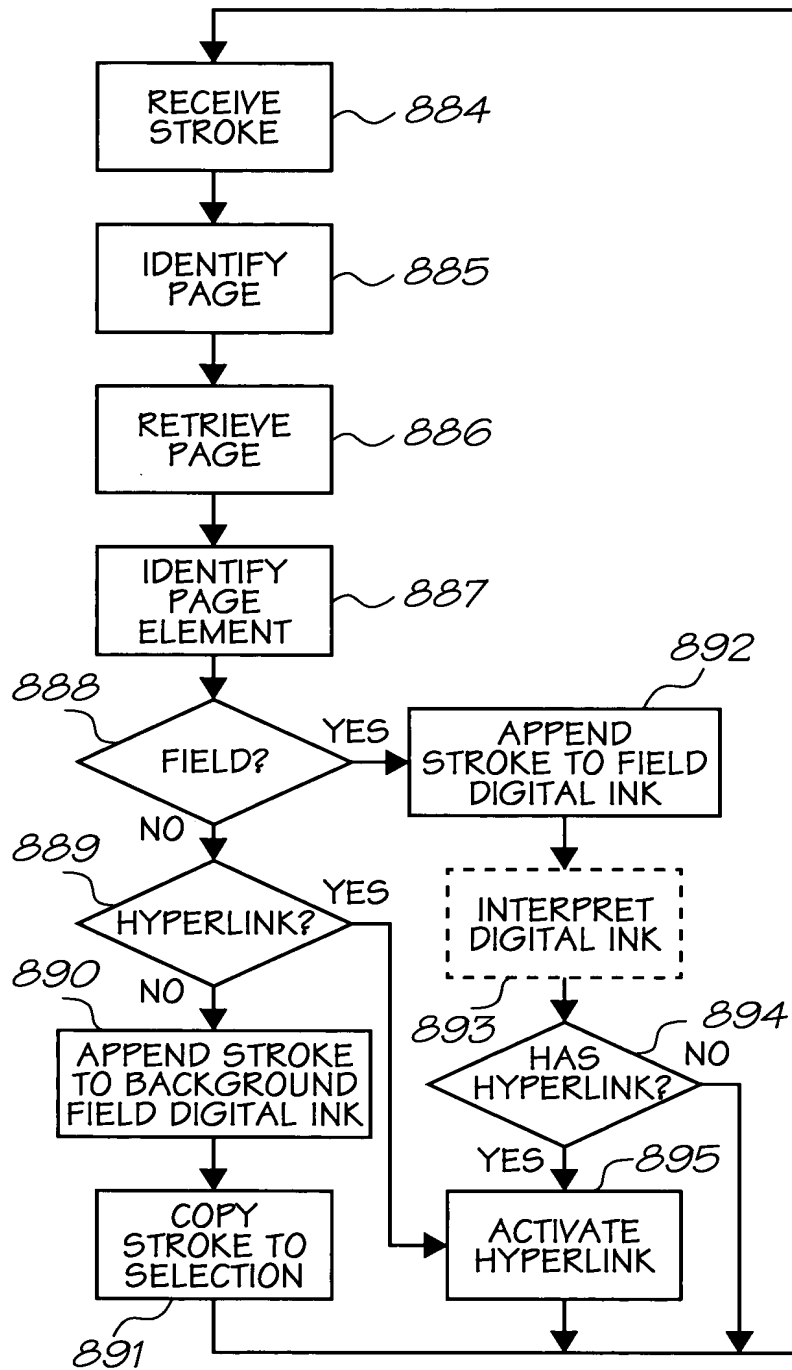 RECEIVE
STROKE
884
IDENTIFY
PAGE
885
RETRIEVE
PAGE
886
IDENTIFY
PAGE
ELEMENT
887
888
FIELD?
YES
NO
892
APPEND
STROKE TO FIELD
DIGITAL INK
889
HYPERLINK?
YES
NO
INTERPRET
DIGITAL INK
893
890
APPEND STROKE
TO BACKGROUND
FIELD DIGITAL INK
894
HAS
HYPERLINK?
NO
YES
COPY
STROKE TO
SELECTION
891
895
ACTIVATE
HYPERLINK